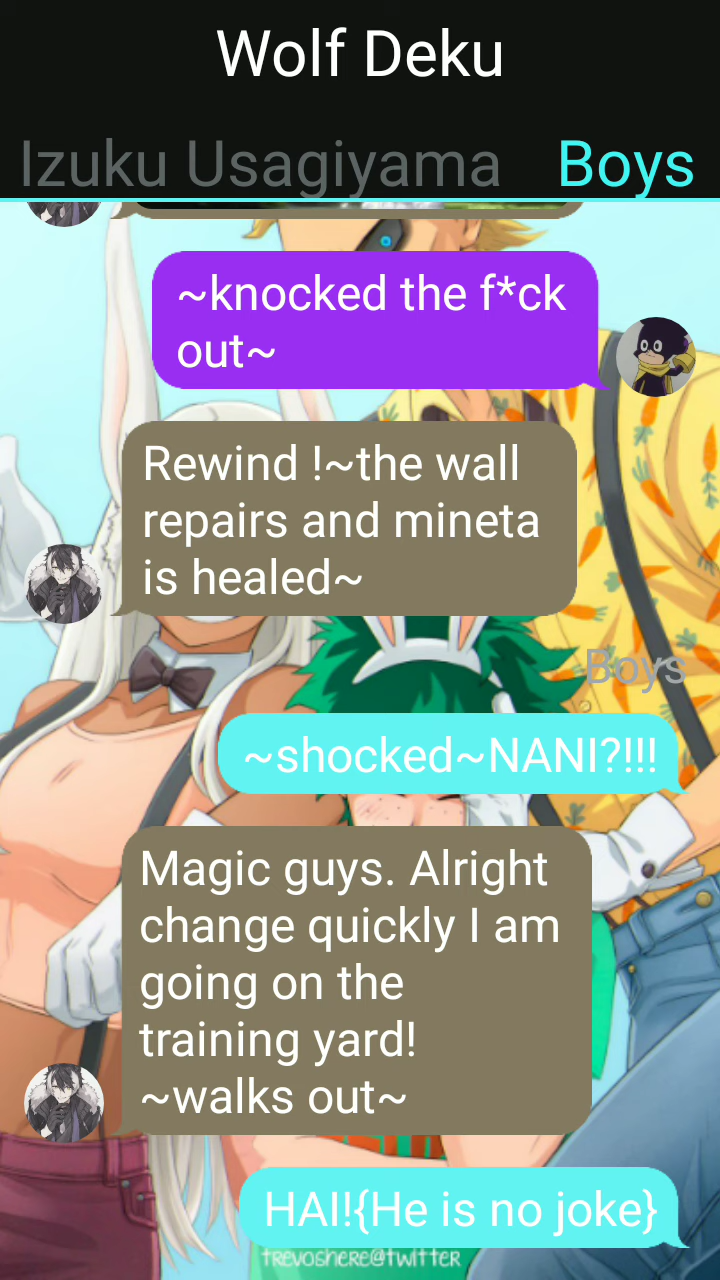 Wolf Deku
Izuku Usagiyama
Boys
~knocked the f*ck
out~
Rewind !~the wall
repairs and mineta
is healed~
Boys
~shocked~NANI?!!!
Magic guys. Alright
change quickly I am
going on the
training yard!
~walks out~
HAI!{He is no joke}
TREVOSHERE@TWITTER